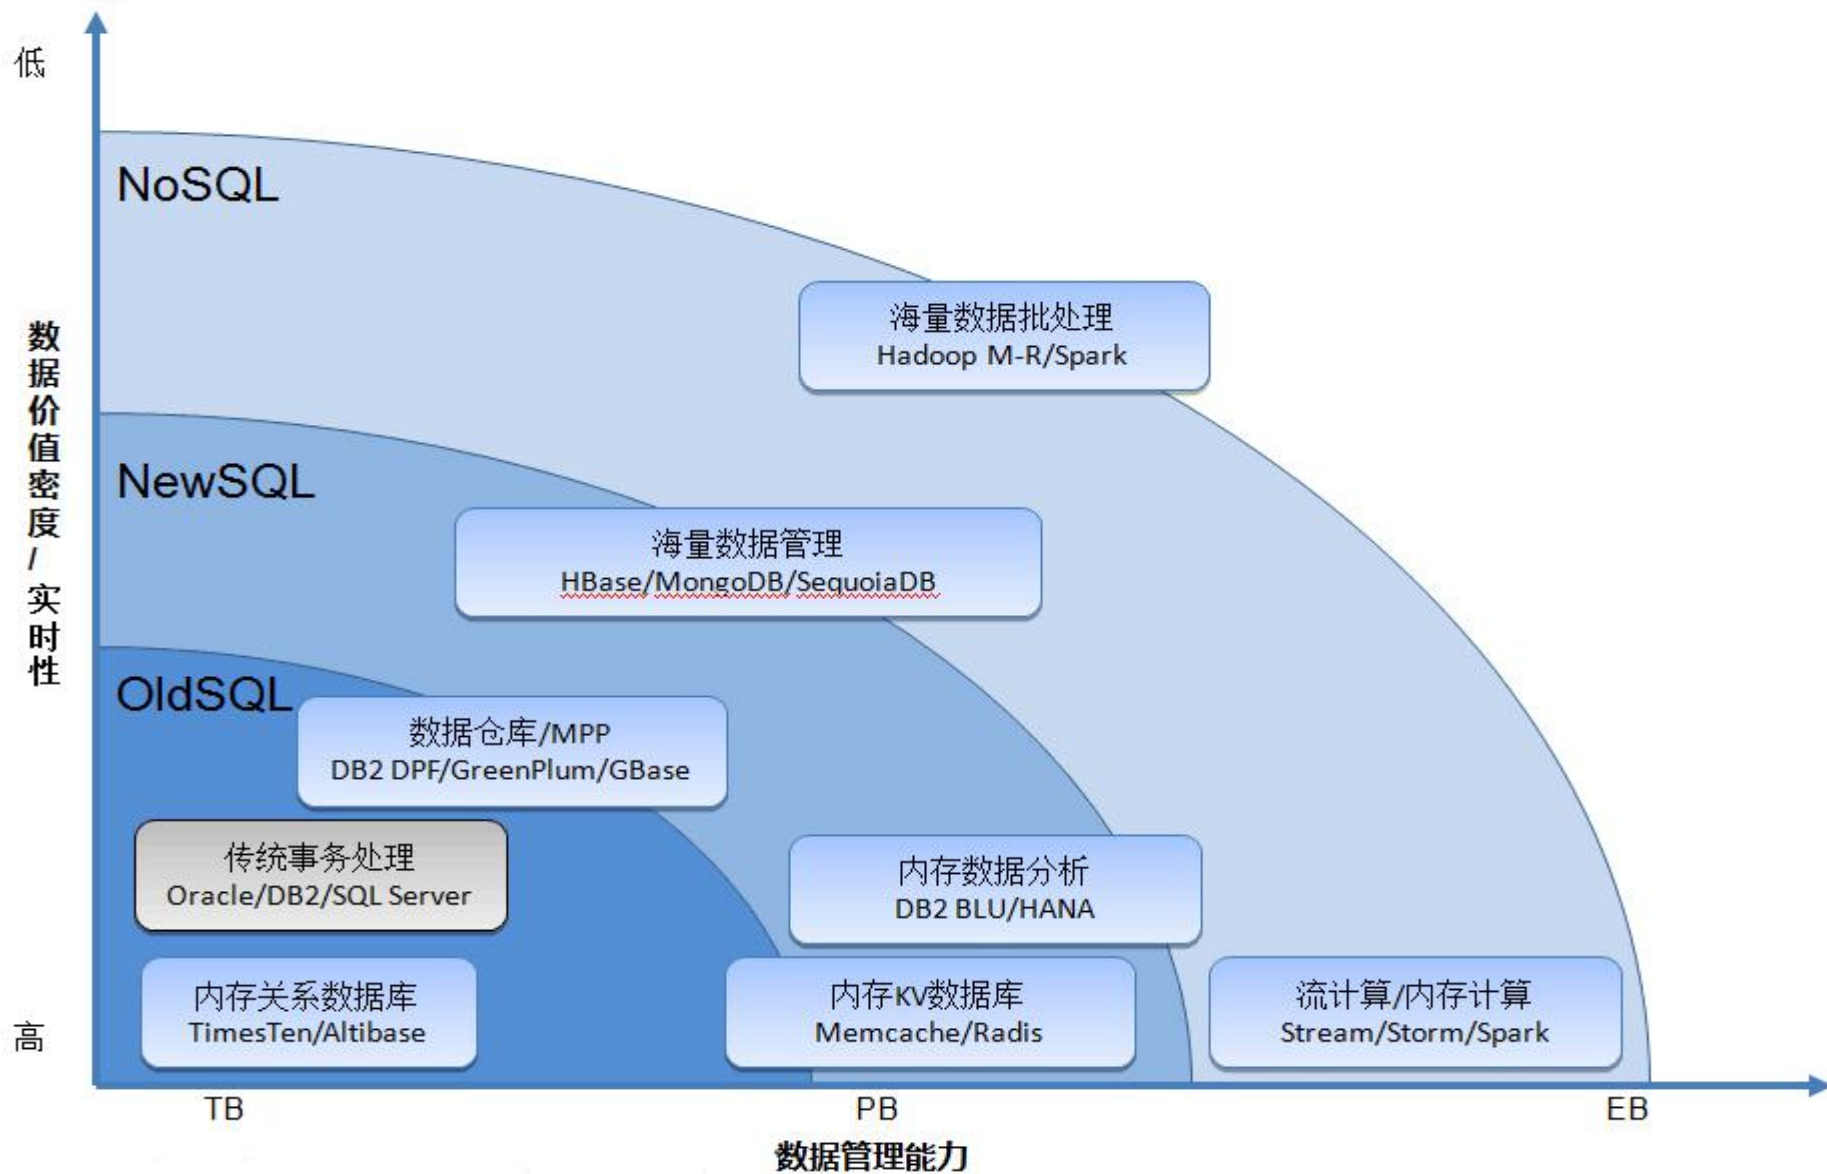 低
NoSQL
海量数据批处理
Hadoop M-R/Spark
数据价值密度/实时性
NewSQL
海量数据管理
HBase/MongoDB/SequoiaDB
OldSQL
数据仓库/MPP
DB2 DPF/GreenPlum/GBase
传统事务处理
Oracle/DB2/SQL Server
内存数据分析
DB2 BLU/HANA
内存关系数据库
TimesTen/Altibase
内存KV数据库
Memcache/Radis
流计算/内存计算
Stream/Storm/Spark
高
TB
PB
EB
数据管理能力